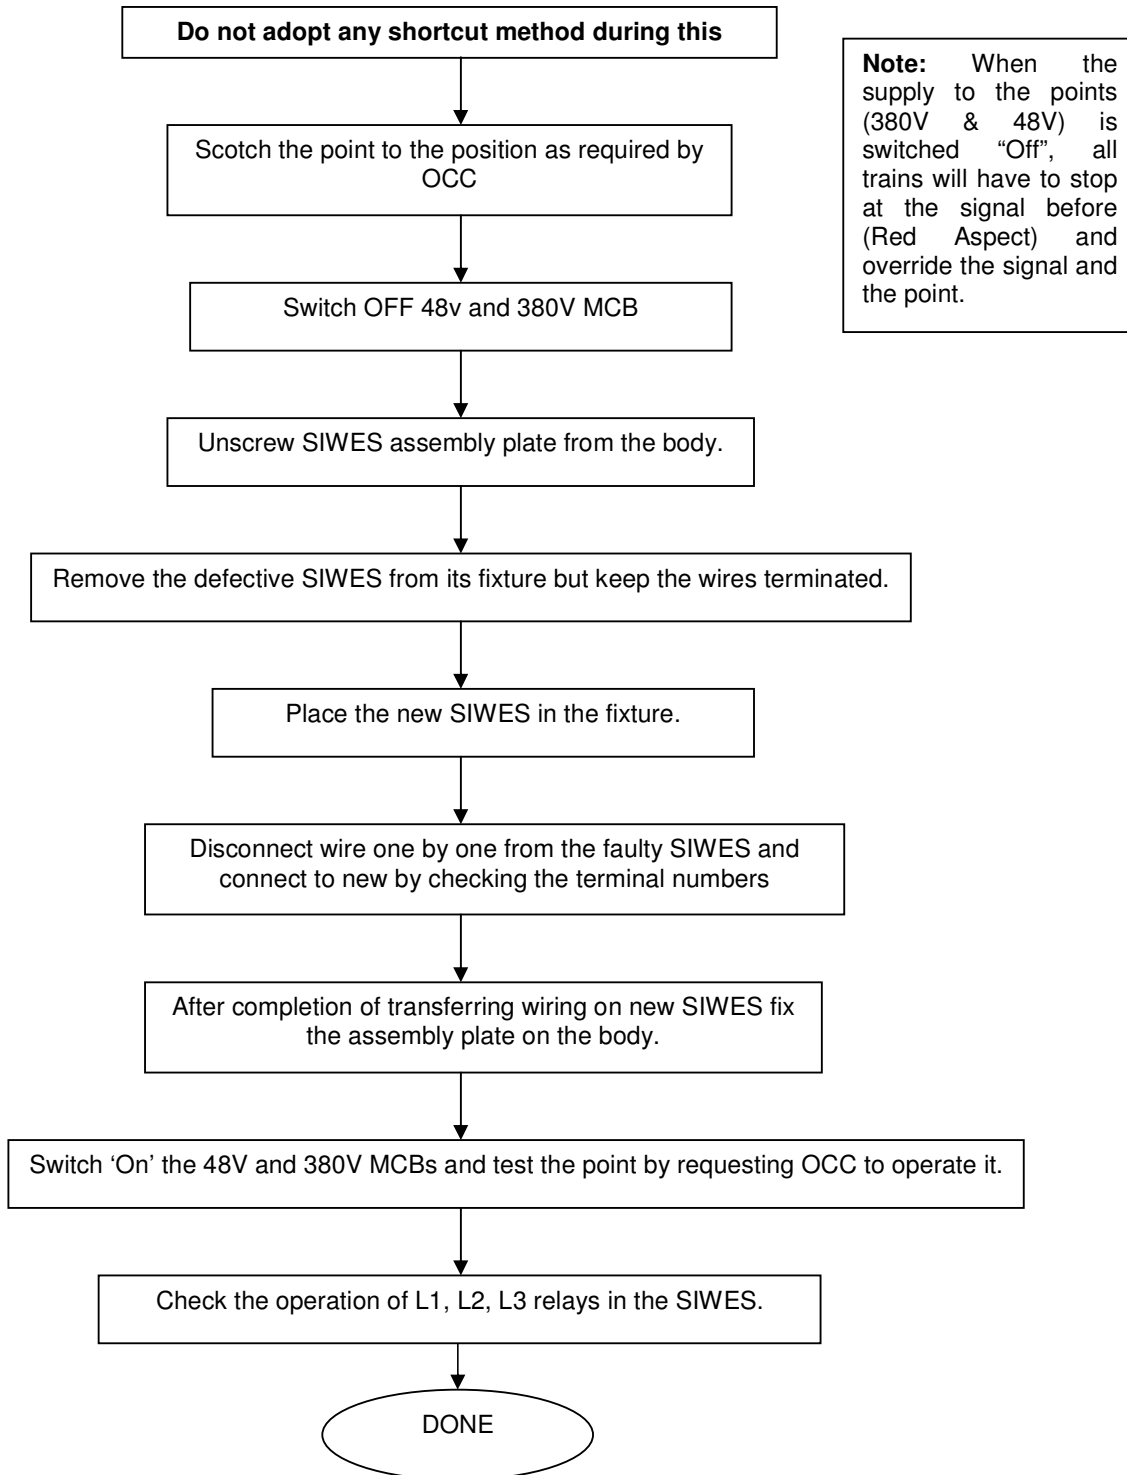 Do not adopt any shortcut method during this
Scotch the point to the position as required by
OCC
Switch OFF 48v and 380V MCB
Unscrew SIWES assembly plate from the body.
Remove the defective SIWES from its fixture but keep the wires terminated.
Place the new SIWES in the fixture.
Disconnect wire one by one from the faulty SIWES and
connect to new by checking the terminal numbers
After completion of transferring wiring on new SIWES fix
the assembly plate on the body.
Switch ‘On’ the 48V and 380V MCBs and test the point by requesting OCC to operate it.
Check the operation of L1, L2, L3 relays in the SIWES.
DONE
Note: When the
supply to the points
(380V & 48V) is
switched “Off”, all
trains will have to stop
at the signal before
(Red Aspect) and
override the signal and
the point.